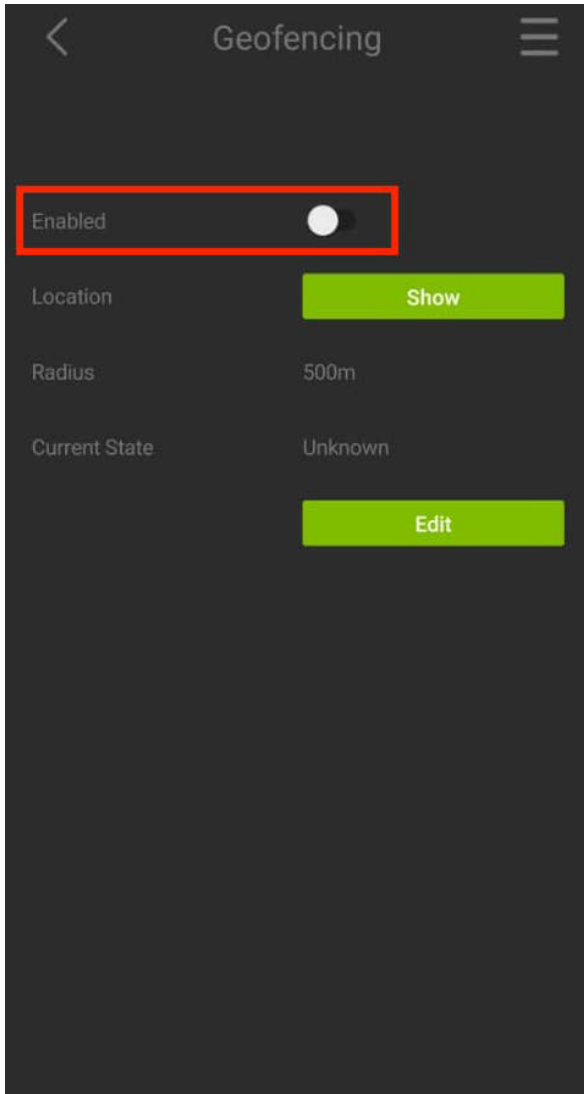 Geofencing
Enabled
Location Show
Radius 500m
Current State Unknown
Edit